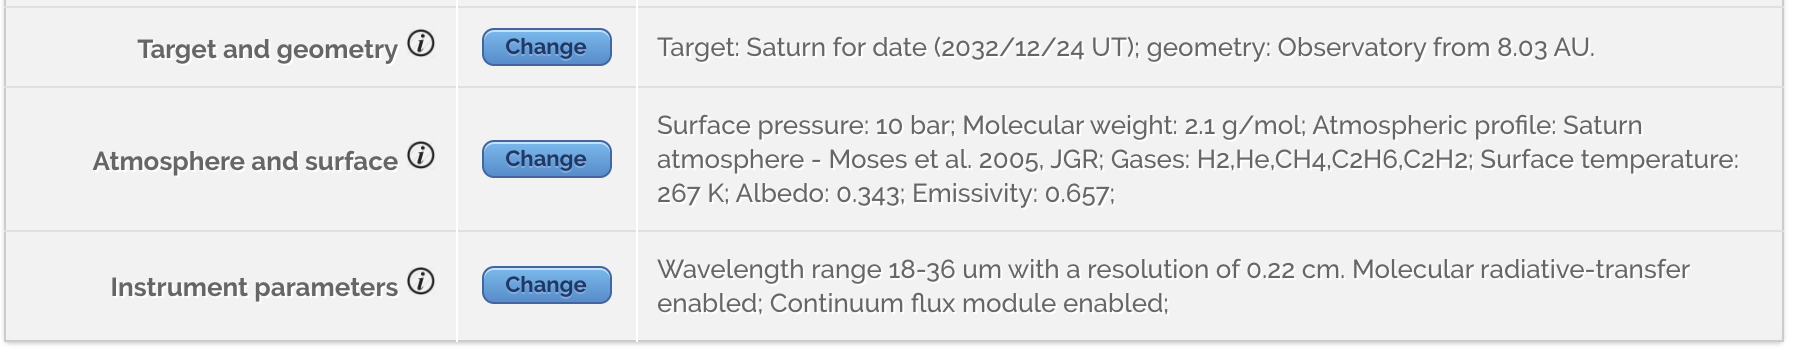 Target and geometry i
Change
Target: Saturn for date (2032/12/24 UT); geometry: Observatory from 8.03 AU.
Atmosphere and surface i
Change
Surface pressure: 10 bar; Molecular weight: 2.1 g/mol; Atmospheric profile: Saturn
atmosphere - Moses et al. 2005, JGR; Gases: H2,He,CH4,C2H6,C2H2; Surface temperature:
267 K; Albedo: 0.343; Emissivity: 0.657;
Instrument parameters i
Change
Wavelength range 18-36 um with a resolution of 0.22 cm. Molecular radiative-transfer
enabled; Continuum flux module enabled;